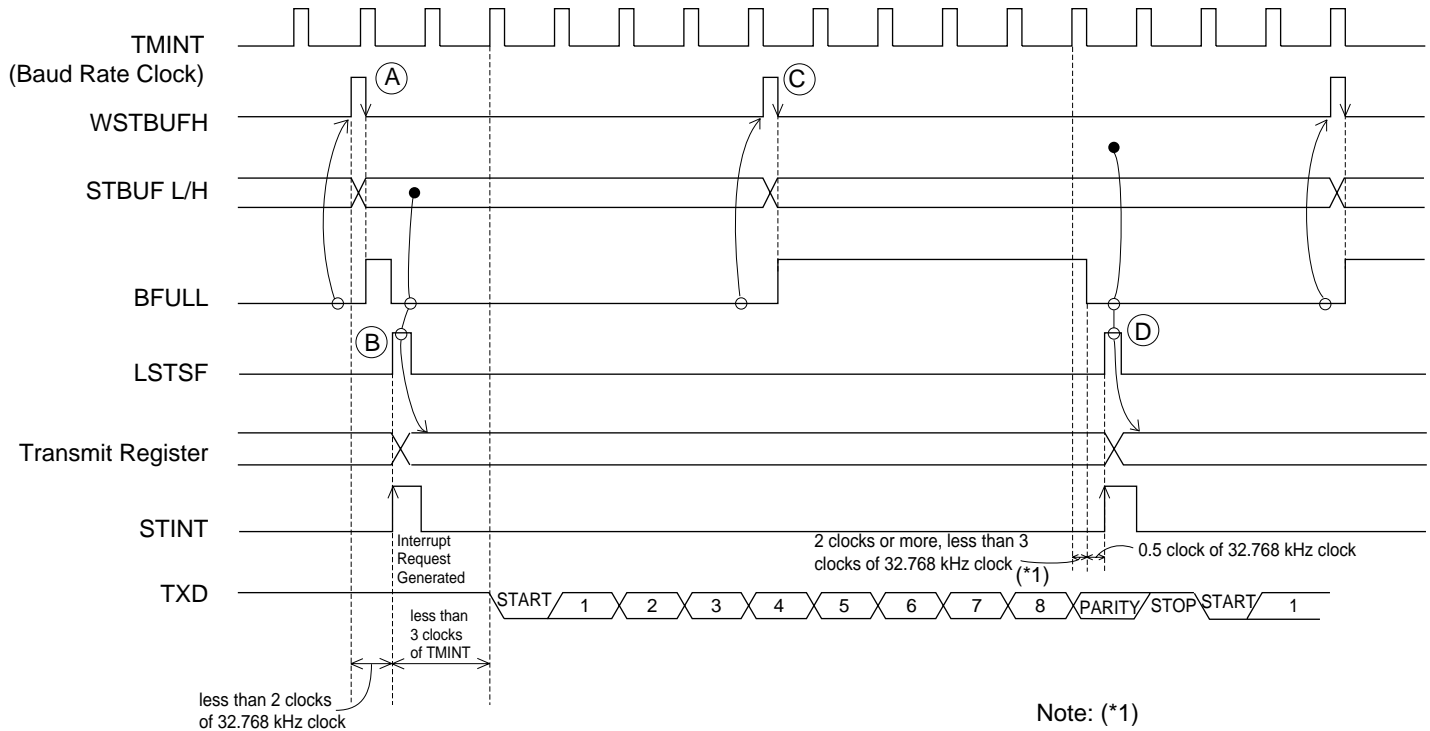 TMINT
(Baud Rate Clock)
A
C
WSTBUFH
STBUF L/H
BFULL
B
D
LSTSF
Transmit Register
STINT
Interrupt
Request
Generated
2 clocks or more, less than 3
clocks of 32.768 kHz clock
(*1)
0.5 clock of 32.768 kHz clock
TXD
START
1
2
3
4
5
6
7
8
PARITY
STOP
START
1
less than
3 clocks
of TMINT
less than 2 clocks
of 32.768 kHz clock
Note: (*1)